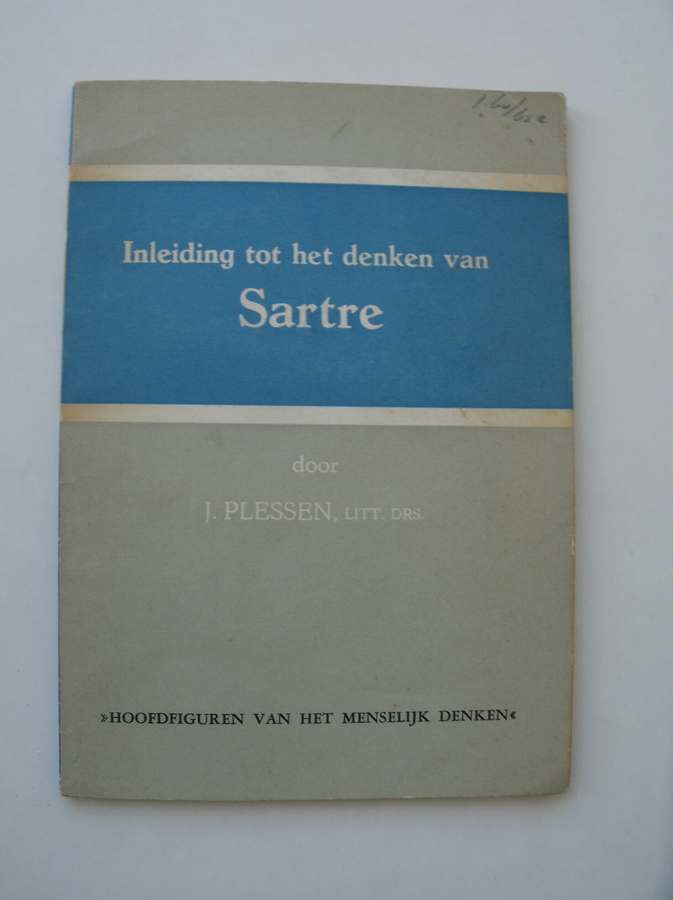 Inleiding tot het denken van
Sartre
door
J. PLESSEN, LITT. DRS.
»HOOFDFIGUREN VAN HET MENSELIJK DENKEN«